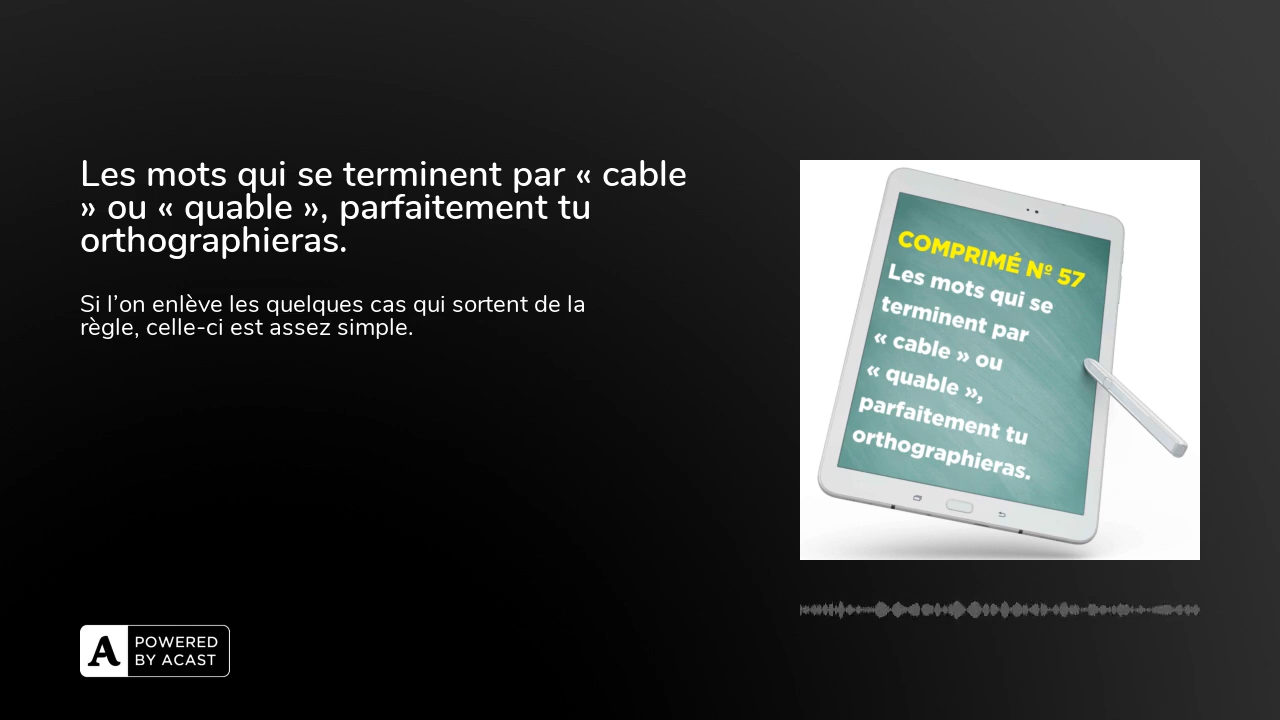 Les mots qui se terminent par « cable
» ou « quable », parfaitement tu
orthographieras.
Si l’on enlève les quelques cas qui sortent de la
règle, celle-ci est assez simple.
COMPRIMÉ Nº 57
Les mots qui se
terminent par
« cable » ou
« quable »,
parfaitement tu
orthographieras.
A
POWERED
BY ACAST